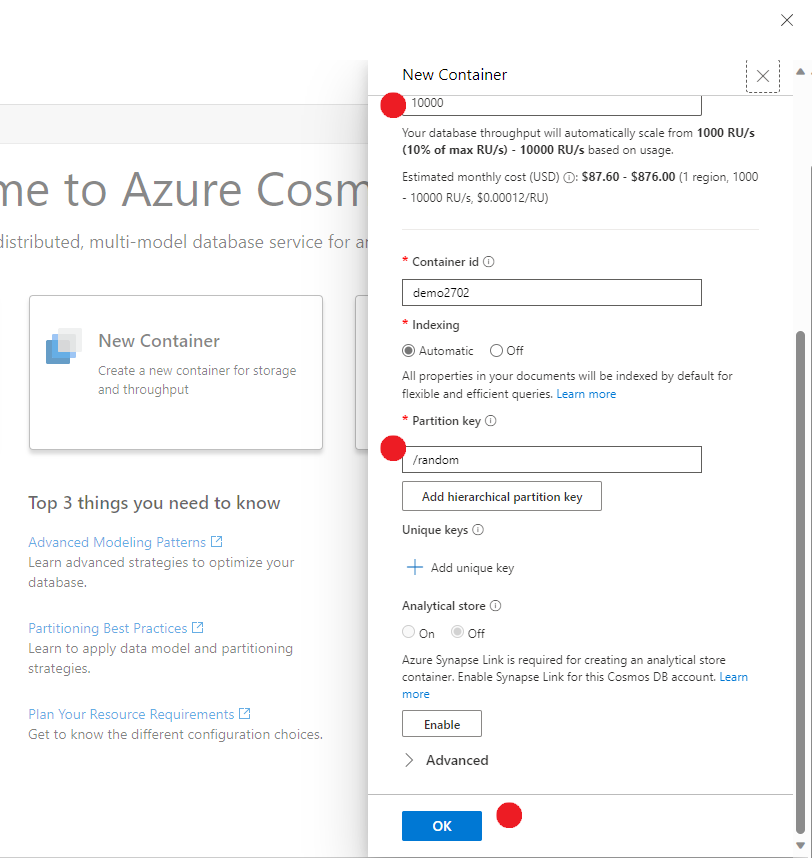 New Container
10000
Your database throughput will automatically scale from 1000 RU/s
(10% of max RU/s) - 10000 RU/s based on usage.
Estimated monthly cost (USD) : $87.60 - $876.00 (1 region, 1000
- 10000 RU/s, $0.00012/RU)
* Container id
demo2702
* Indexing
Automatic Off
All properties in your documents will be indexed by default for
flexible and efficient queries. Learn more
* Partition key
/random
Add hierarchical partition key
Unique keys
Add unique key
Analytical store
On Off
Azure Synapse Link is required for creating an analytical store
container. Enable Synapse Link for this Cosmos DB account. Learn
more
Enable
Advanced
OK
me to Azure Cosm
distributed, multi-model database service for a
New Container
Create a new container for storage
and throughput
Top 3 things you need to know
Advanced Modeling Patterns
Learn advanced strategies to optimize your
database.
Partitioning Best Practices
Learn to apply data model and partitioning
strategies.
Plan Your Resource Requirements
Get to know the different configuration choices.